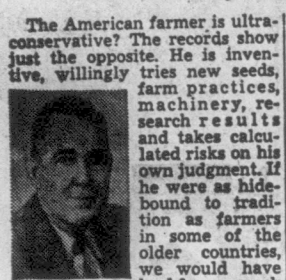 The American farmer is ultra-
conservative? The records show
just the opposite. He is inven-
tive, willingly tries new seeds,
farm practices,
machinery, re-
search results
and takes calcu-
lated risks on his
own judgment. If
he were as hide-
bound to tradi-
tion as farmers
in some of the
older countries,
we would have